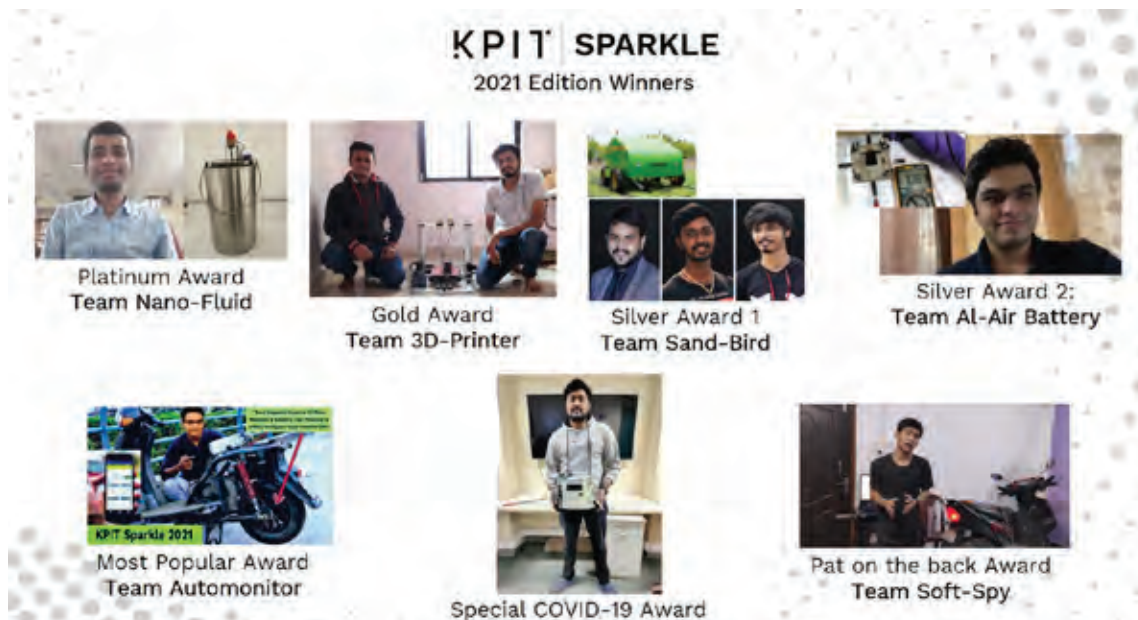 KPIT | SPARKLE
2021 Edition Winners
Platinum Award
Team Nano-Fluid
Gold Award
Team 3D-Printer
Silver Award 1
Team Sand-Bird
Silver Award 2:
Team Al-Air Battery
KPIT Sparkle 2021
Most Popular Award
Team Automonitor
Special COVID-19 Award
Pat on the back Award
Team Soft-Spy